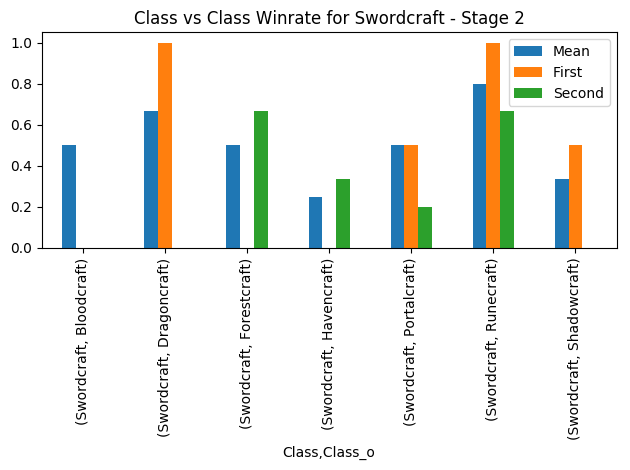 Class vs Class Winrate for Swordcraft - Stage 2
1.0
0.8
0.6
0.4
0.2
0.0
Mean
First
Second
(Swordcraft, Bloodcraft)
(Swordcraft, Dragoncraft)
(Swordcraft, Forestcraft)
(Swordcraft, Havencraft)
(Swordcraft, Portalcraft)
(Swordcraft, Runecraft)
(Swordcraft, Shadowcraft)
Class,Class_o